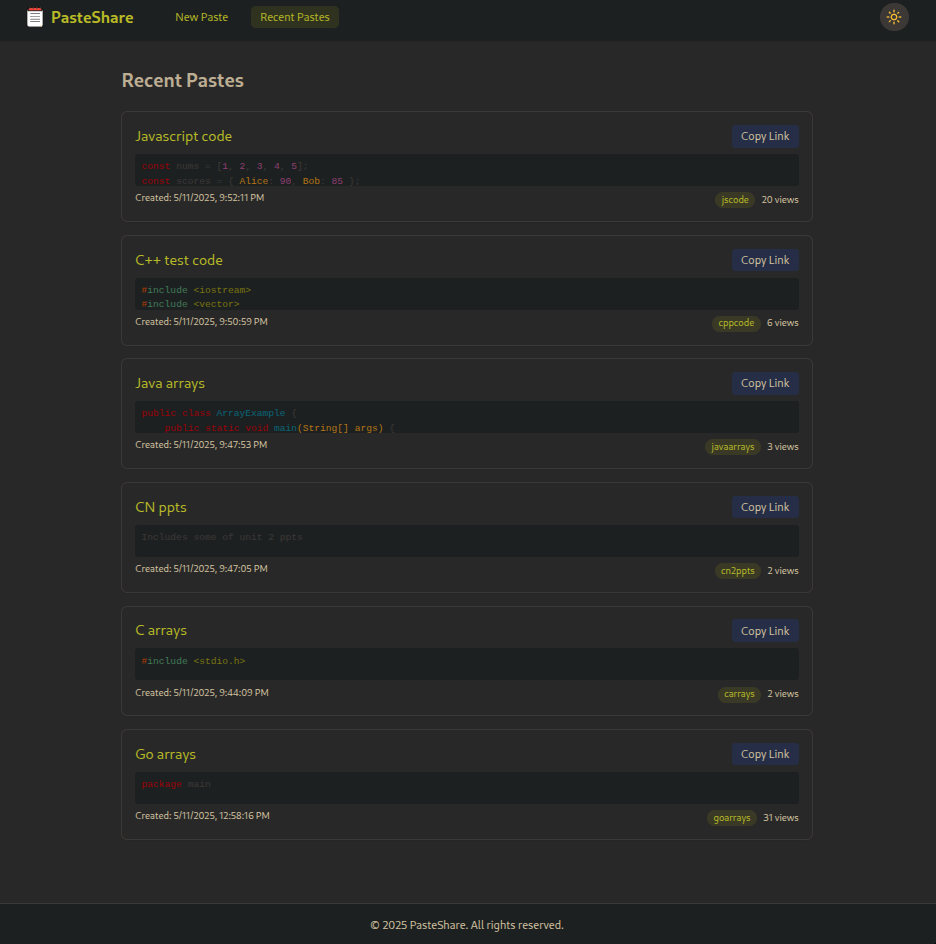 PasteShare
New Paste
Recent Pastes
Recent Pastes
Javascript code
Copy Link
const nums = [1, 2, 3, 4, 5];
const scores = { Alice: 90, Bob: 85 };
Created: 5/11/2025, 9:52:11 PM
jscode
20 views
C++ test code
Copy Link
#include <iostream>
#include <vector>
Created: 5/11/2025, 9:50:59 PM
cppcode
6 views
Java arrays
Copy Link
public class ArrayExample {
public static void main(String[] args) {
Created: 5/11/2025, 9:47:53 PM
javaarrays
3 views
CN ppts
Copy Link
Includes some of unit 2 ppts
Created: 5/11/2025, 9:47:05 PM
cn2ppts
2 views
C arrays
Copy Link
#include <stdio.h>
Created: 5/11/2025, 9:44:09 PM
carrays
2 views
Go arrays
Copy Link
package main
Created: 5/11/2025, 12:58:16 PM
goarrays
31 views
© 2025 PasteShare. All rights reserved.